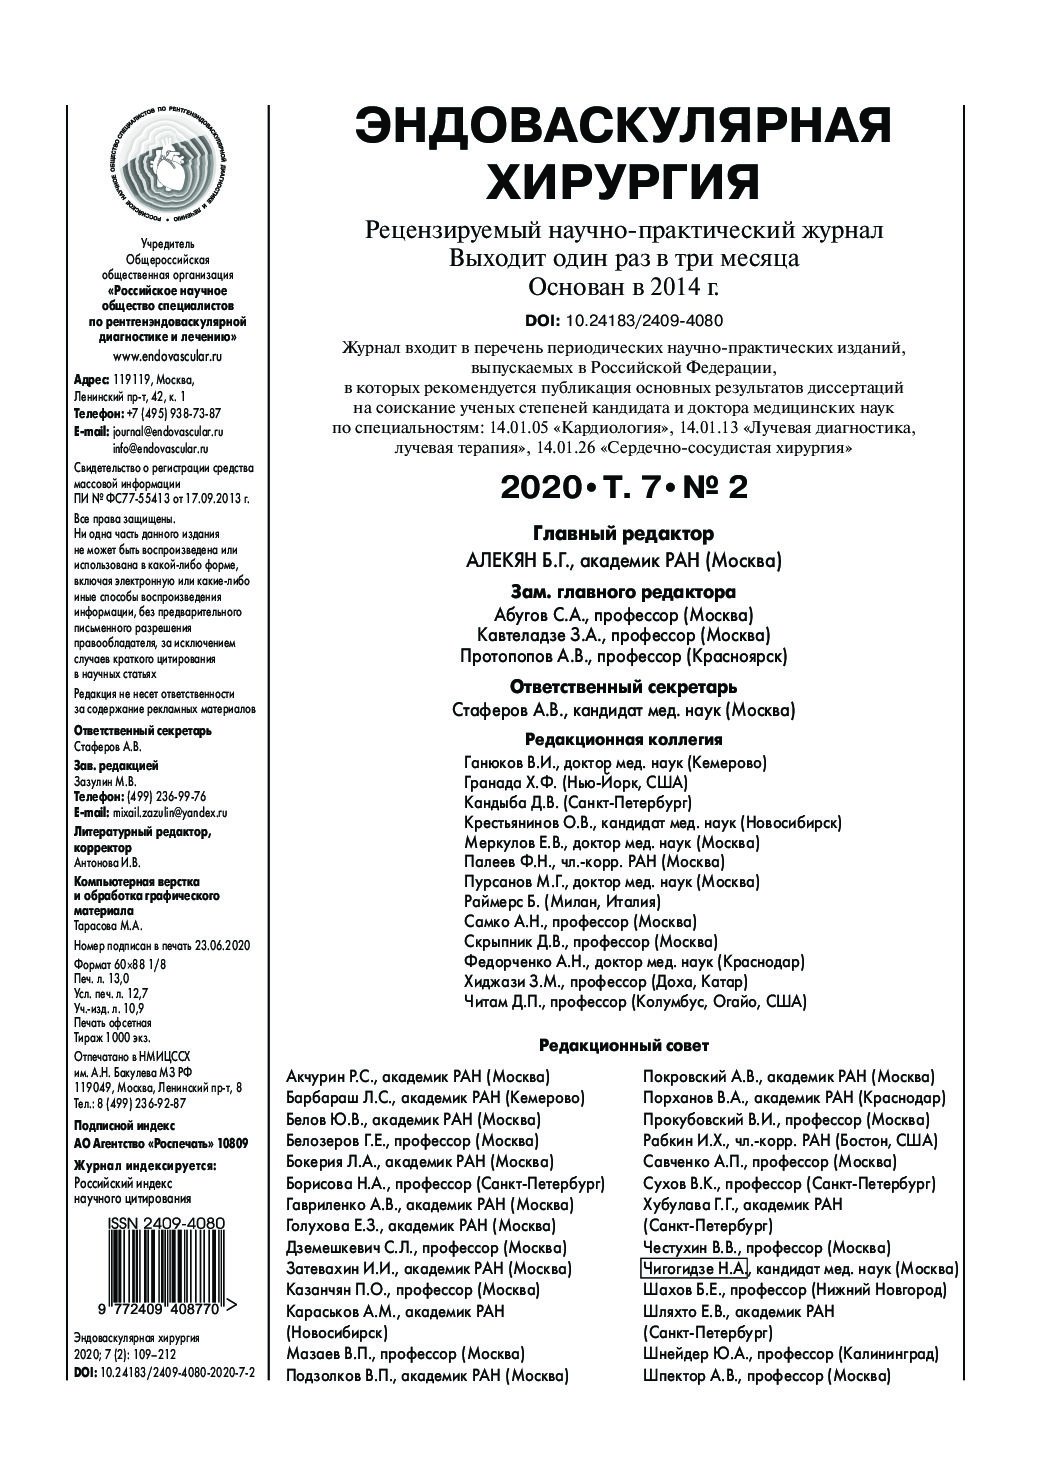 РОССИЙСКОЕ НАУЧНОЕ ОБЩЕСТВО СПЕЦИАЛИСТОВ ПО РЕНТГЕНЭНДОВАСКУЛЯРНОЙ ДИАГНОСТИКЕ И ЛЕЧЕНИЮ •
Учредитель
Общероссийская
общественная организация
«Российское научное
общество специалистов
по рентгенэндоваскулярной
диагностике и лечению»
www.endovascular.ru
Адрес: 119119, Москва,
Ленинский пр-т, 42, к. 1
Телефон: +7 (495) 938-73-87
E-mail: journal@endovascular.ru
info@endovascular.ru
Свидетельство о регистрации средства
массовой информации
ПИ № ФС77-55413 от 17.09.2013 г.
Все права защищены.
Ни одна часть данного издания
не может быть воспроизведена или
использована в какой-либо форме,
включая электронную или какие-либо
иные способы воспроизведения
информации, без предварительного
письменного разрешения
правообладателя, за исключением
случаев краткого цитирования
в научных статьях
Редакция не несет ответственности
за содержание рекламных материалов
Ответственный секретарь
Стаферов А.В.
Зав. редакцией
Зазулин М.В.
Телефон: (499) 236-99-76
E-mail: mixail.zazulin@yandex.ru
Литературный редактор,
корректор
Антонова И.В.
Компьютерная верстка
и обработка графического
материала
Тарасова М.А.
Номер подписан в печать 23.06.2020
Формат 60×88 1/8
Печ. л. 13,0
Усл. печ. л. 12,7
Уч.-изд. л. 10,9
Печать офсетная
Тираж 1000 экз.
Отпечатано в НМИЦССХ
им. А.Н. Бакулева МЗ РФ
119049, Москва, Ленинский пр-т, 8
Тел.: 8 (499) 236-92-87
Подписной индекс
АО Агентство «Роспечать» 10809
Журнал индексируется:
Российский индекс
научного цитирования
ISSN 2409-4080
9 772409 408770 >
Эндоваскулярная хирургия
2020; 7 (2): 109–212
DOI: 10.24183/2409-4080-2020-7-2
ЭНДОВАСКУЛЯРНАЯ
ХИРУРГИЯ
Рецензируемый научно-практический журнал
Выходит один раз в три месяца
Основан в 2014 г.
DOI: 10.24183/2409-4080
Журнал входит в перечень периодических научно-практических изданий,
выпускаемых в Российской Федерации,
в которых рекомендуется публикация основных результатов диссертаций
на соискание ученых степеней кандидата и доктора медицинских наук
по специальностям: 14.01.05 «Кардиология», 14.01.13 «Лучевая диагностика,
лучевая терапия», 14.01.26 «Сердечно-сосудистая хирургия»
2020 • Т. 7 • № 2
Главный редактор
АЛЕКЯН Б.Г., академик РАН (Москва)
Зам. главного редактора
Абугов С.А., профессор (Москва)
Кавтеладзе З.А., профессор (Москва)
Протопопов А.В., профессор (Красноярск)
Ответственный секретарь
Стаферов А.В., кандидат мед. наук (Москва)
Редакционная коллегия
Ганюков В.И., доктор мед. наук (Кемерово)
Гранада Х.Ф. (Нью-Йорк, США)
Кандыба Д.В. (Санкт-Петербург)
Крестьянинов О.В., кандидат мед. наук (Новосибирск)
Меркулов Е.В., доктор мед. наук (Москва)
Палеев Ф.Н., чл.-корр. РАН (Москва)
Пурсанов М.Г., доктор мед. наук (Москва)
Раймерс Б. (Милан, Италия)
Самко А.Н., профессор (Москва)
Скрыпник Д.В., профессор (Москва)
Федорченко А.Н., доктор мед. наук (Краснодар)
Хиджази З.М., профессор (Доха, Катар)
Читам Д.П., профессор (Колумбус, Огайо, США)
Редакционный совет
Акчурин Р.С., академик РАН (Москва)
Барбараш Л.С., академик РАН (Кемерово)
Белов Ю.В., академик РАН (Москва)
Белозеров Г.Е., профессор (Москва)
Бокерия Л.А., академик РАН (Москва)
Борисова Н.А., профессор (Санкт-Петербург)
Гавриленко А.В., академик РАН (Москва)
Голухова Е.З., академик РАН (Москва)
Дземешкевич С.Л., профессор (Москва)
Затевахин И.И., академик РАН (Москва)
Казанчян П.О., профессор (Москва)
Караськов А.М., академик РАН
(Новосибирск)
Мазаев В.П., профессор (Москва)
Подзолков В.П., академик РАН (Москва)
Покровский А.В., академик РАН (Москва)
Порханов В.А., академик РАН (Краснодар)
Прокубовский В.И., профессор (Москва)
Рабкин И.Х., чл.-корр. РАН (Бостон, США)
Савченко А.П., профессор (Москва)
Сухов В.К., профессор (Санкт-Петербург)
Хубулава Г.Г., академик РАН
(Санкт-Петербург)
Честухин В.В., профессор (Москва)
Чигогидзе Н.А., кандидат мед. наук (Москва)
Шахов Б.Е., профессор (Нижний Новгород)
Шляхто Е.В., академик РАН
(Санкт-Петербург)
Шнейдер Ю.А., профессор (Калининград)
Шпектор А.В., профессор (Москва)